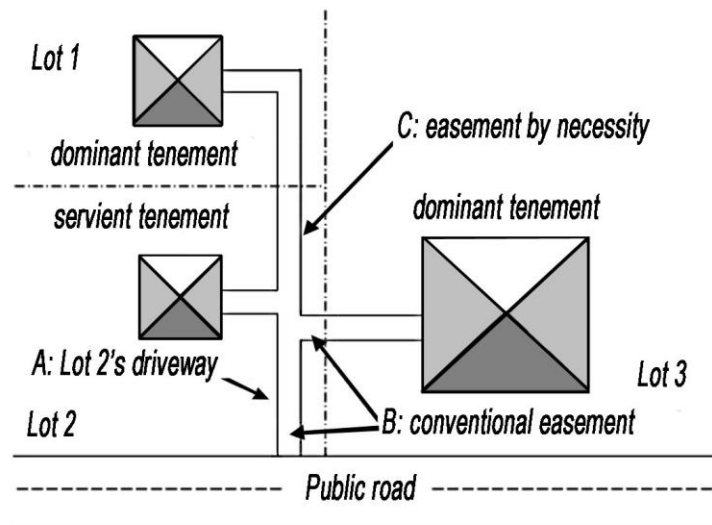 Lot 1
dominant tenement
C: easement by necessity
servient tenement
dominant tenement
A: Lot 2's driveway
Lot 3
Lot 2
B: conventional easement
Public road